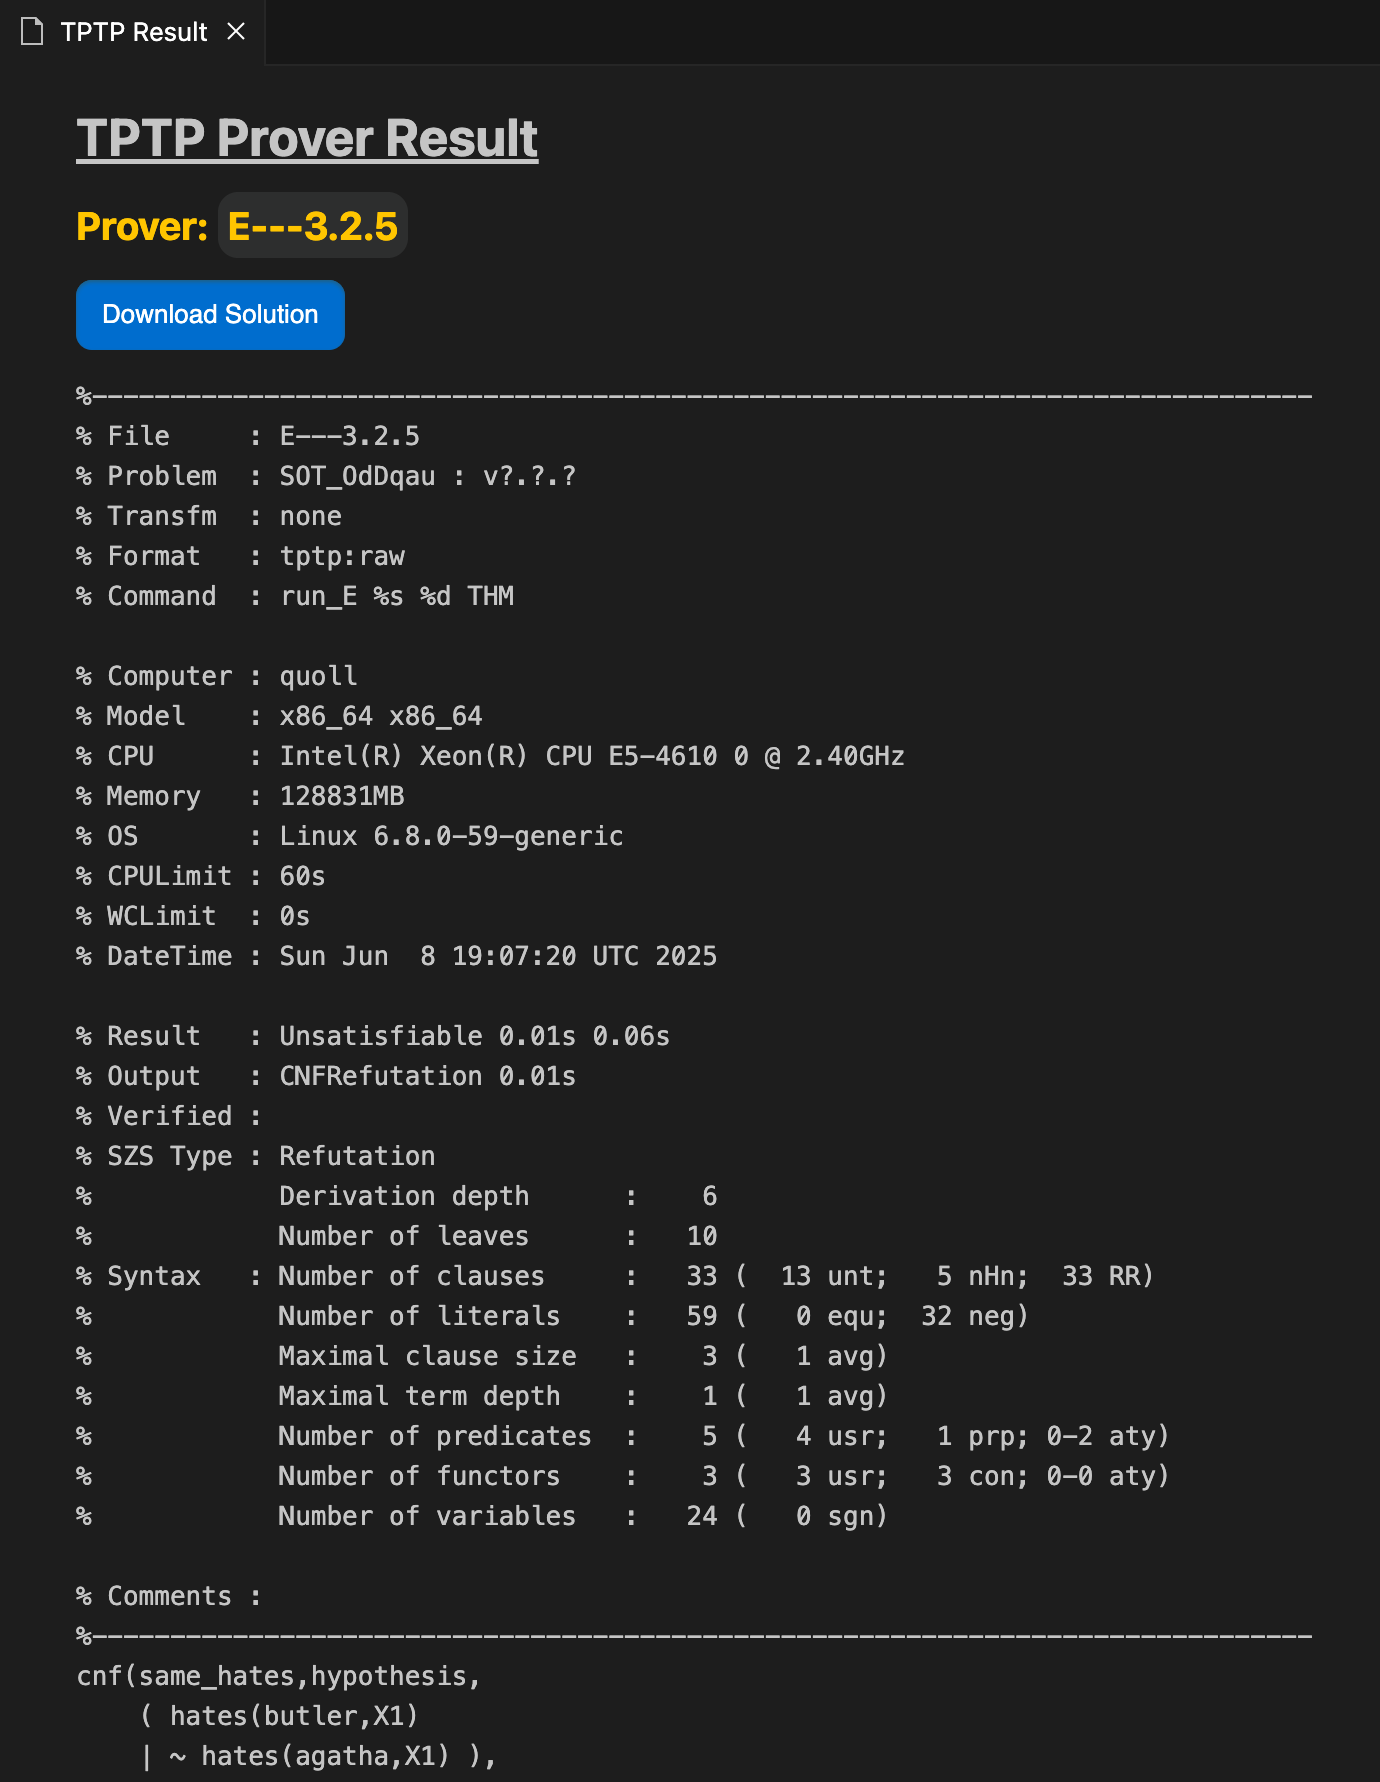 TPTP Result
TPTP Prover Result
Prover: E---3.2.5
Download Solution
%------------------------------------------------------------------------------
% File     : E---3.2.5
% Problem  : SOT_OdDqau : v?.?.?
% Transfm  : none
% Format   : tptp:raw
% Command  : run_E %s %d THM
% Computer : quoll
% Model    : x86_64 x86_64
% CPU      : Intel(R) Xeon(R) CPU E5-4610 0 @ 2.40GHz
% Memory   : 128831MB
% OS       : Linux 6.8.0-59-generic
% CPULimit : 60s
% WCLimit  : 0s
% DateTime : Sun Jun  8 19:07:20 UTC 2025
% Result   : Unsatisfiable 0.01s 0.06s
% Output   : CNFRefutation 0.01s
% Verified :
% SZS Type : Refutation
%            Derivation depth      :    6
%            Number of leaves      :   10
% Syntax   : Number of clauses     :   33 (  13 unt;   5 nHn;  33 RR)
%            Number of literals    :   59 (   0 equ;  32 neg)
%            Maximal clause size   :    3 (   1 avg)
%            Maximal term depth    :    1 (   1 avg)
%            Number of predicates  :    5 (   4 usr;   1 prp; 0-2 aty)
%            Number of functors    :    3 (   3 usr;   3 con; 0-0 aty)
%            Number of variables   :   24 (   0 sgn)
% Comments :
%------------------------------------------------------------------------------
cnf(same_hates,hypothesis,
    ( hates(butler,X1)
    | ~ hates(agatha,X1) ),